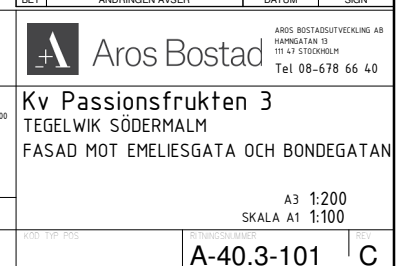 BET ÄNDRINGEN AVSER DATUM SIGN
Aros Bostad
AROS BOSTADSUTVECKLING AB
HAMNGATAN 13
111 47 STOCKHOLM
Tel 08-678 66 40
Kv Passionsfrukten 3
TEGELWIK SÖDERMALM
FASAD MOT EMELIESGATA OCH BONDEGATAN
A3 1:200
SKALA A1 1:100
KOD TYP POS RITNINGSNUMMER REV
A-40.3-101 C